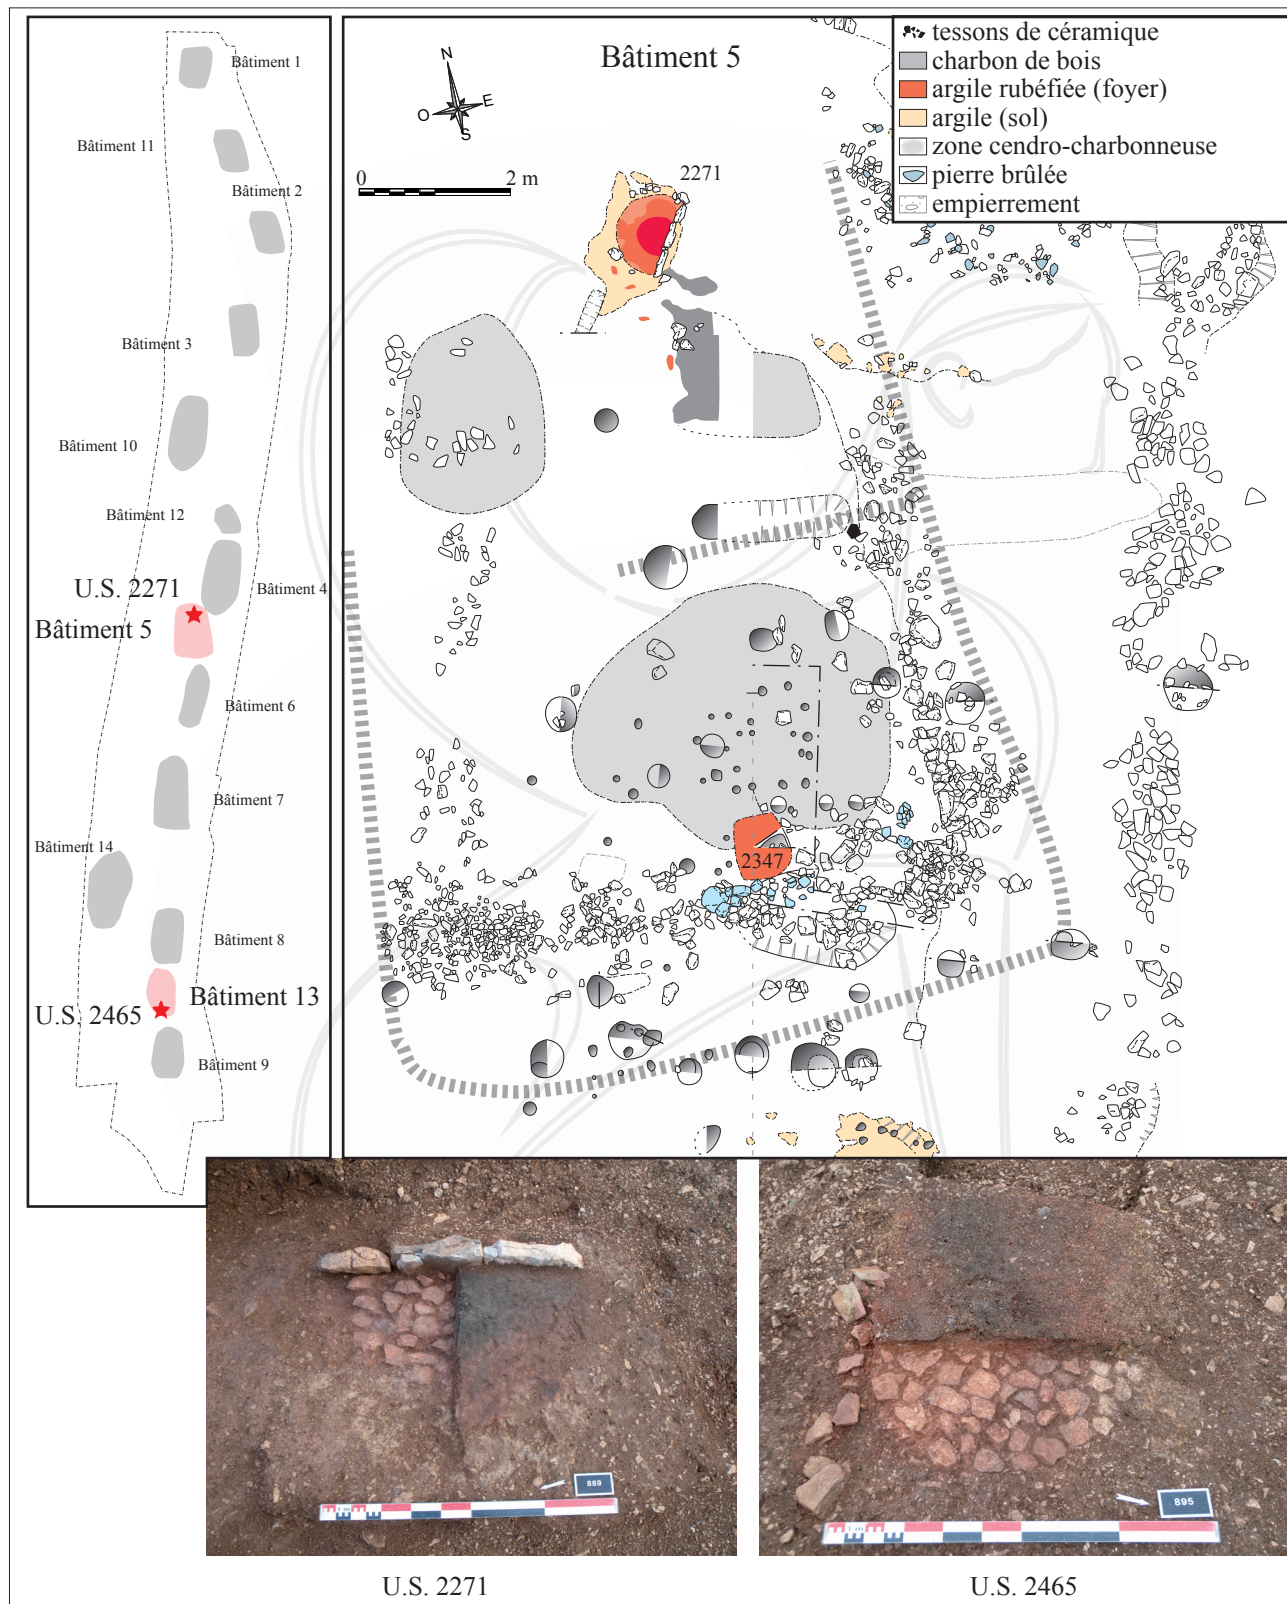 Bâtiment 1
Bâtiment 11
Bâtiment 2
Bâtiment 3
Bâtiment 10
Bâtiment 12
U.S. 2271
Bâtiment 4
Bâtiment 5
Bâtiment 6
Bâtiment 7
Bâtiment 14
Bâtiment 8
Bâtiment 13
U.S. 2465
Bâtiment 9
Bâtiment 5
N
O
E
S
0 2 m
2271
2347
tessons de céramique
charbon de bois
argile rubéfiée (foyer)
argile (sol)
zone cendro-charbonneuse
pierre brûlée
empierrement
889
1 m
895
1 m
U.S. 2271
U.S. 2465